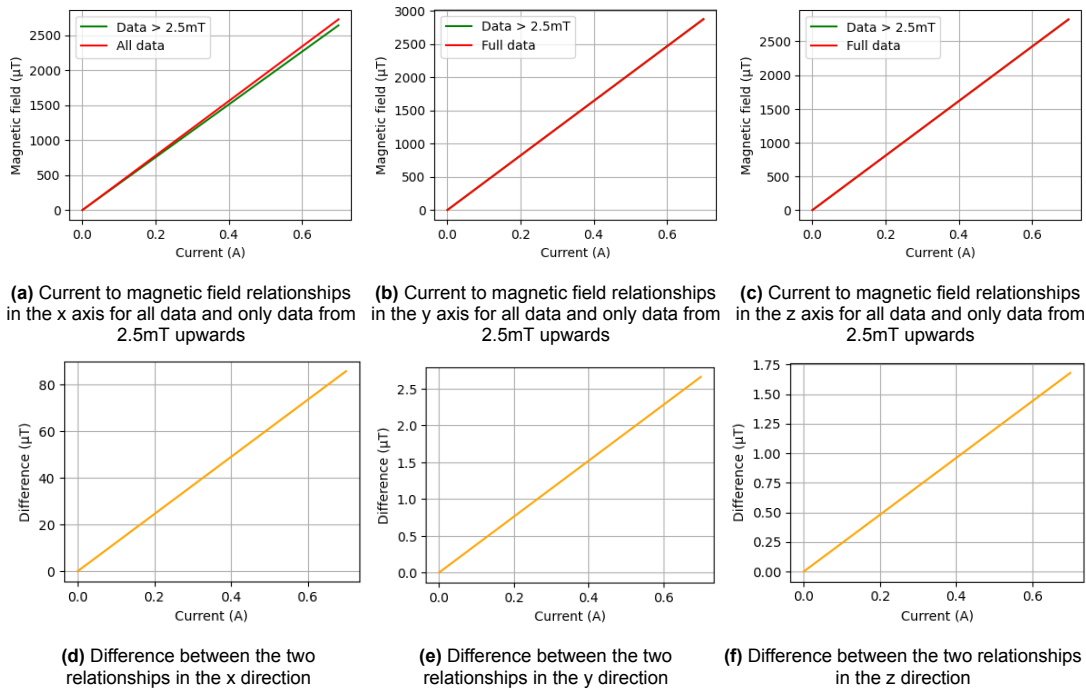 Data > 2.5mT
All data
Magnetic field (µT)
2500
2000
1500
1000
500
0
0.0 0.2 0.4 0.6
Current (A)
Data > 2.5mT
Full data
Magnetic field (µT)
3000
2500
2000
1500
1000
500
0
0.0 0.2 0.4 0.6
Current (A)
Data > 2.5mT
Full data
Magnetic field (µT)
2500
2000
1500
1000
500
0
0.0 0.2 0.4 0.6
Current (A)
(a) Current to magnetic field relationships
in the x axis for all data and only data from
2.5mT upwards
(b) Current to magnetic field relationships
in the y axis for all data and only data from
2.5mT upwards
(c) Current to magnetic field relationships
in the z axis for all data and only data from
2.5mT upwards
Difference (µT)
80
60
40
20
0
0.0 0.2 0.4 0.6
Current (A)
Difference (µT)
2.5
2.0
1.5
1.0
0.5
0.0
0.0 0.2 0.4 0.6
Current (A)
Difference (µT)
1.75
1.50
1.25
1.00
0.75
0.50
0.25
0.00
0.0 0.2 0.4 0.6
Current (A)
(d) Difference between the two
relationships in the x direction
(e) Difference between the two
relationships in the y direction
(f) Difference between the two relationships
in the z direction